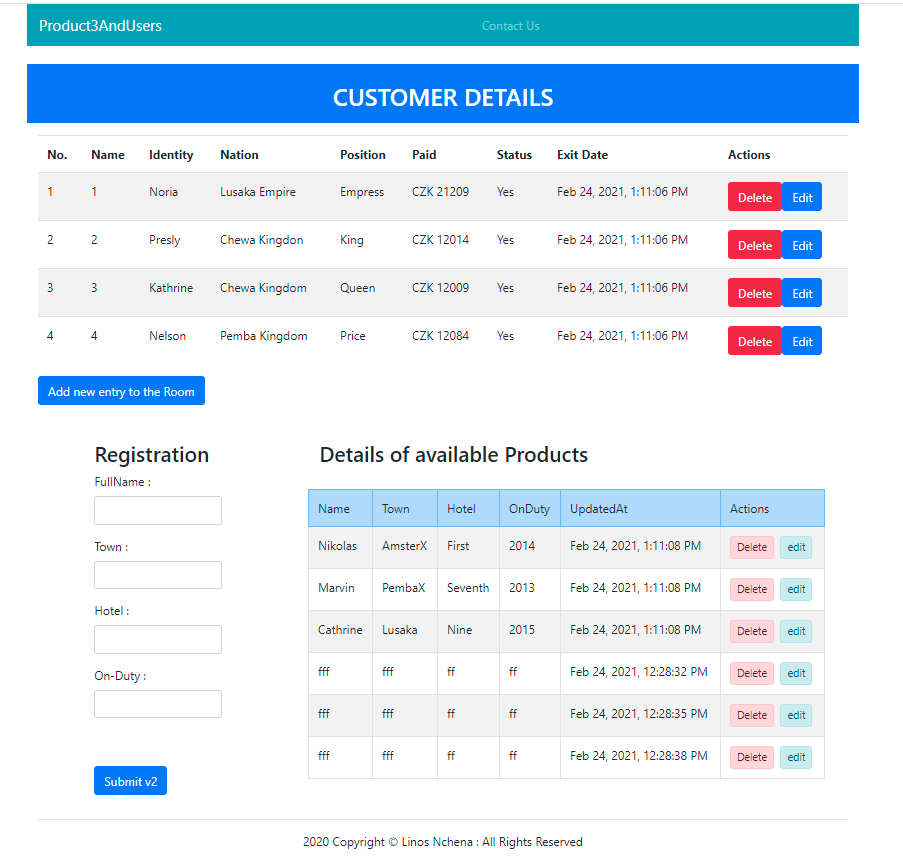 Product3AndUsers Contact Us
CUSTOMER DETAILS
No. Name Identity Nation Position Paid Status Exit Date Actions
1 1 Noria Lusaka Empire Empress CZK 21209 Yes Feb 24, 2021, 1:11:06 PM Delete Edit
2 2 Presly Chewa Kingdon King CZK 12014 Yes Feb 24, 2021, 1:11:06 PM Delete Edit
3 3 Kathrine Chewa Kingdom Queen CZK 12009 Yes Feb 24, 2021, 1:11:06 PM Delete Edit
4 4 Nelson Pemba Kingdom Price CZK 12084 Yes Feb 24, 2021, 1:11:06 PM Delete Edit
Add new entry to the Room
Registration
FullName :
Town :
Hotel :
On-Duty :
Submit v2
Details of available Products
Name Town Hotel OnDuty UpdatedAt Actions
Nikolas AmsterX First 2014 Feb 24, 2021, 1:11:08 PM Delete edit
Marvin PembaX Seventh 2013 Feb 24, 2021, 1:11:08 PM Delete edit
Cathrine Lusaka Nine 2015 Feb 24, 2021, 1:11:08 PM Delete edit
fff fff ff ff Feb 24, 2021, 12:28:32 PM Delete edit
fff fff ff ff Feb 24, 2021, 12:28:35 PM Delete edit
fff fff ff ff Feb 24, 2021, 12:28:38 PM Delete edit
2020 Copyright © Linos Nchena : All Rights Reserved